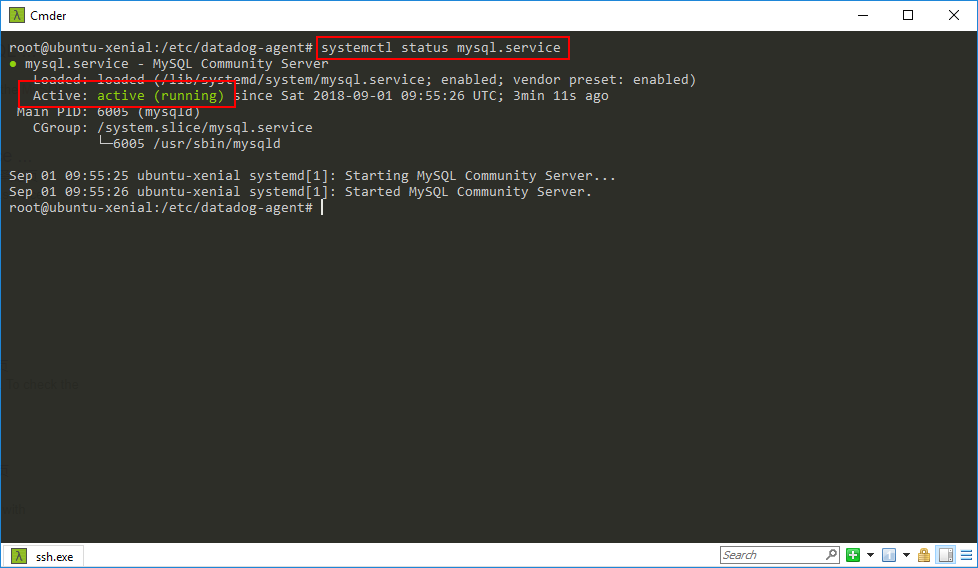 Cmder
root@ubuntu-xenial:/etc/datadog-agent# systemctl status mysql.service
● mysql.service - MySQL Community Server
Loaded: loaded (/lib/systemd/system/mysql.service; enabled; vendor preset: enabled)
Active: active (running) since Sat 2018-09-01 09:55:26 UTC; 3min 11s ago
Main PID: 6005 (mysqld)
CGroup: /system.slice/mysql.service
└─6005 /usr/sbin/mysqld
Sep 01 09:55:25 ubuntu-xenial systemd[1]: Starting MySQL Community Server...
Sep 01 09:55:26 ubuntu-xenial systemd[1]: Started MySQL Community Server.
root@ubuntu-xenial:/etc/datadog-agent#
ssh.exe
Search